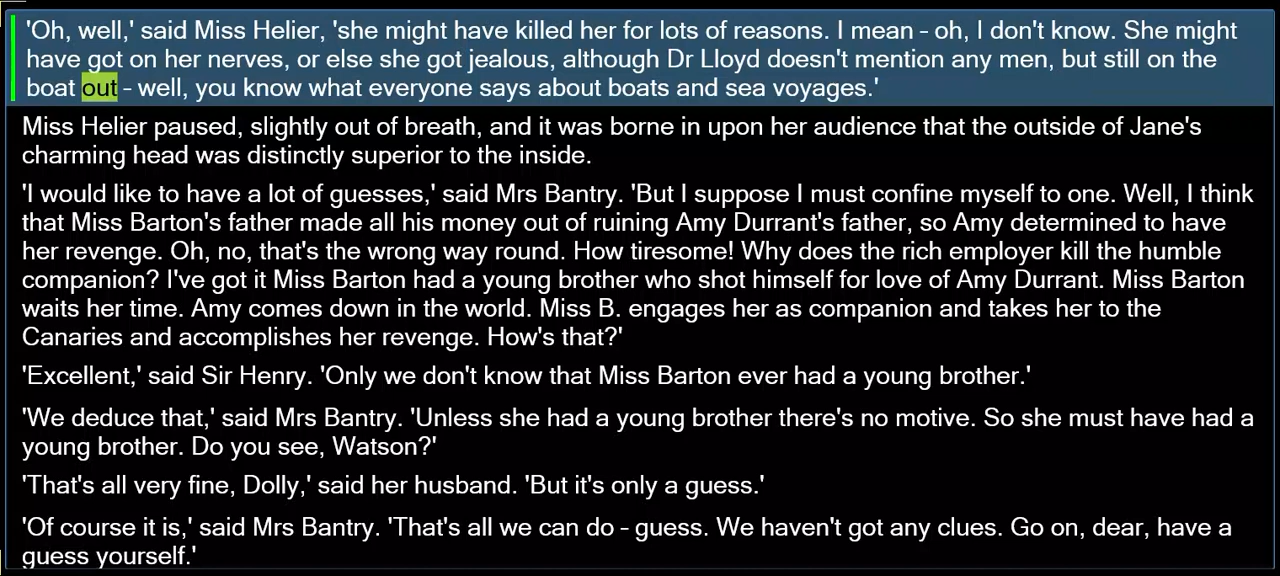 'Oh, well,' said Miss Helier, 'she might have killed her for lots of reasons. I mean – oh, I don't know. She might
have got on her nerves, or else she got jealous, although Dr Lloyd doesn't mention any men, but still on the
boat out – well, you know what everyone says about boats and sea voyages.'
Miss Helier paused, slightly out of breath, and it was borne in upon her audience that the outside of Jane's
charming head was distinctly superior to the inside.
'I would like to have a lot of guesses,' said Mrs Bantry. 'But I suppose I must confine myself to one. Well, I think
that Miss Barton's father made all his money out of ruining Amy Durrant's father, so Amy determined to have
her revenge. Oh, no, that's the wrong way round. How tiresome! Why does the rich employer kill the humble
companion? I've got it Miss Barton had a young brother who shot himself for love of Amy Durrant. Miss Barton
waits her time. Amy comes down in the world. Miss B. engages her as companion and takes her to the
Canaries and accomplishes her revenge. How's that?'
'Excellent,' said Sir Henry. 'Only we don't know that Miss Barton ever had a young brother.'
'We deduce that,' said Mrs Bantry. 'Unless she had a young brother there's no motive. So she must have had a
young brother. Do you see, Watson?'
'That's all very fine, Dolly,' said her husband. 'But it's only a guess.'
'Of course it is,' said Mrs Bantry. 'That's all we can do – guess. We haven't got any clues. Go on, dear, have a
guess yourself.'